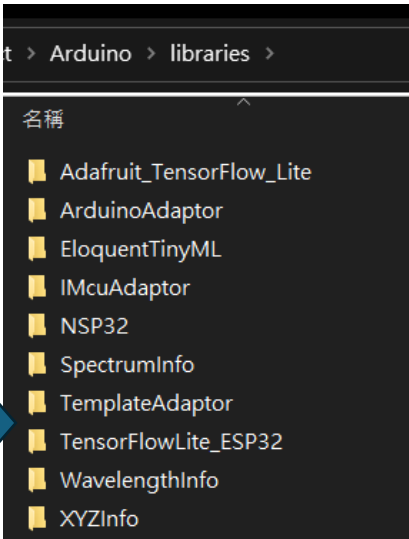 t > Arduino > libraries >
名稱
Adafruit_TensorFlow_Lite
ArduinoAdaptor
EloquentTinyML
IMcuAdaptor
NSP32
SpectrumInfo
TemplateAdaptor
TensorFlowLite_ESP32
WavelengthInfo
XYZInfo